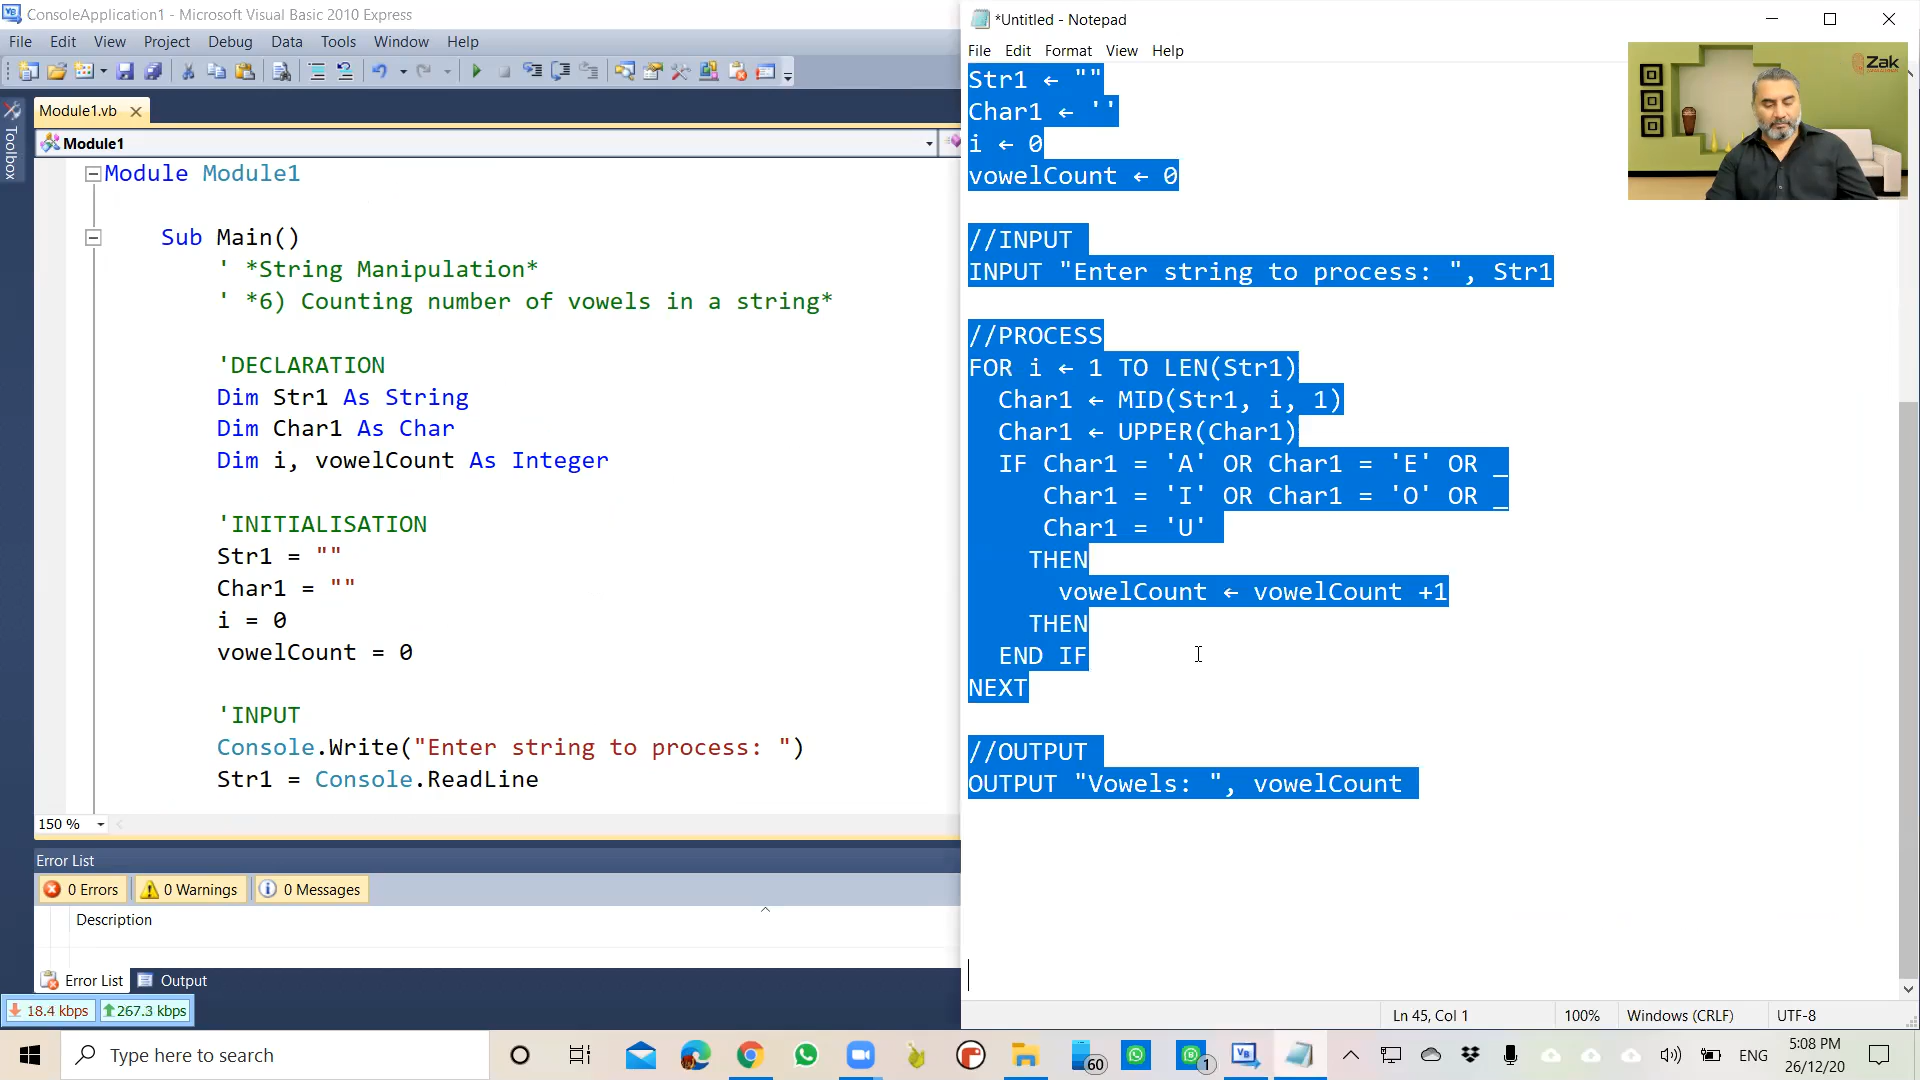 ConsoleApplication1 - Microsoft Visual Basic 2010 Express
File Edit View Project Debug Data Tools Window Help
Module1.vb
Toolbox
Module1
Module Module1
Sub Main()
' *String Manipulation*
' *6) Counting number of vowels in a string*
'DECLARATION
Dim Str1 As String
Dim Char1 As Char
Dim i, vowelCount As Integer
'INITIALISATION
Str1 = ""
Char1 = ""
i = 0
vowelCount = 0
'INPUT
Console.Write("Enter string to process: ")
Str1 = Console.ReadLine
150 %
Error List
0 Errors 0 Warnings 0 Messages
Description
Error List Output
18.4 kbps 267.3 kbps
*Untitled - Notepad
File Edit Format View Help
Zak
Str1 ← ""
Char1 ← ''
i ← 0
vowelCount ← 0
//INPUT
INPUT "Enter string to process: ", Str1
//PROCESS
FOR i ← 1 TO LEN(Str1)
Char1 ← MID(Str1, i, 1)
Char1 ← UPPER(Char1)
IF Char1 = 'A' OR Char1 = 'E' OR _
Char1 = 'I' OR Char1 = 'O' OR _
Char1 = 'U'
THEN
vowelCount ← vowelCount +1
THEN
END IF
NEXT
//OUTPUT
OUTPUT "Vowels: ", vowelCount
Ln 45, Col 1 100% Windows (CRLF) UTF-8
Type here to search
60
1
VB
ENG
5:08 PM
26/12/20